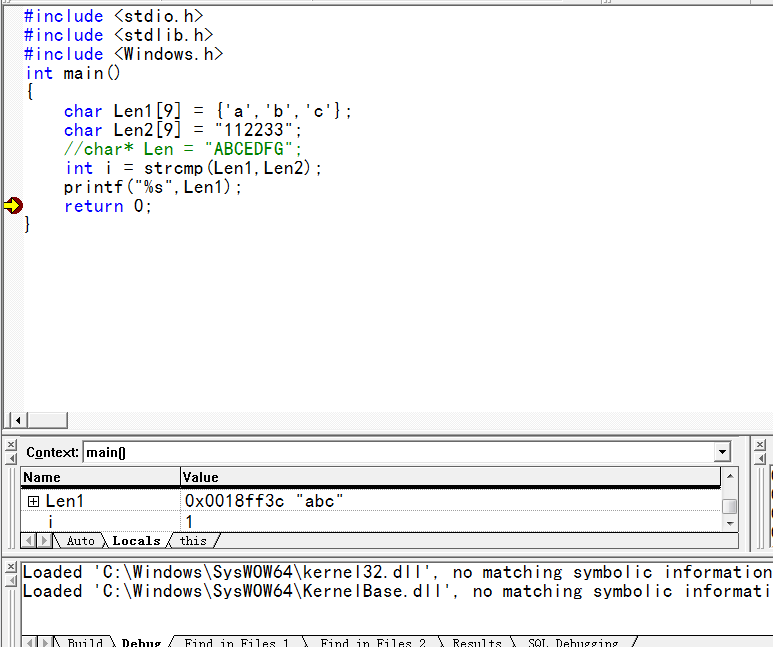 #include <stdio.h>
#include <stdlib.h>
#include <Windows.h>
int main()
{
    char Len1[9] = {'a','b','c'};
    char Len2[9] = "112233";
    //char* Len = "ABCEDFG";
    int i = strcmp(Len1,Len2);
    printf("%s",Len1);
    return 0;
}
Context: main()
Name Value
Len1 0x0018ff3c "abc"
i 1
Auto Locals this
Loaded 'C:\Windows\SysWOW64\kernel32.dll', no matching symbolic information
Loaded 'C:\Windows\SysWOW64\KernelBase.dll', no matching symbolic informati
Build Debug Find in Files 1 Find in Files 2 Results SQL Debugging